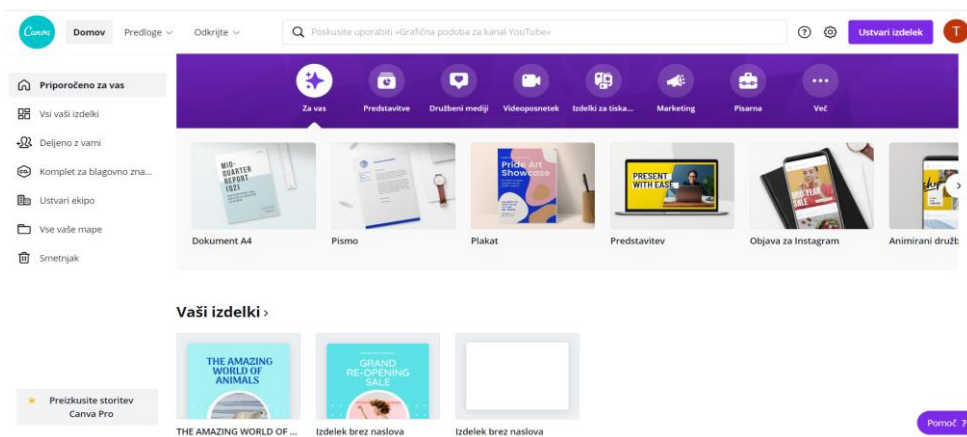 Canva
Domov
Predloge
Odkrijte
Poskusite uporabiti »Grafična podoba za kanal YouTube«
Ustvari izdelek
T
Priporočeno za vas
Vsi vaši izdelki
Deljeno z vami
Komplet za blagovno zna...
Ustvari ekipo
Vse vaše mape
Smetnjak
Preizkusite storitev
Canva Pro
Za vas
Predstavitve
Družbeni mediji
Videoposnetek
Izdelki za tiska...
Marketing
Pisarna
Več
MID-
QUARTER
REPORT
Pride Art
Showcase
PRESENT
WITH EASE
MID-YEAR
SALE
Dokument A4
Pismo
Plakat
Predstavitev
Objava za Instagram
Animirani družb
Vaši izdelki
THE AMAZING
WORLD OF
ANIMALS
GRAND
RE-OPENING
SALE
THE AMAZING WORLD OF ...
Izdelek brez naslova
Izdelek brez naslova
Pomoč ?